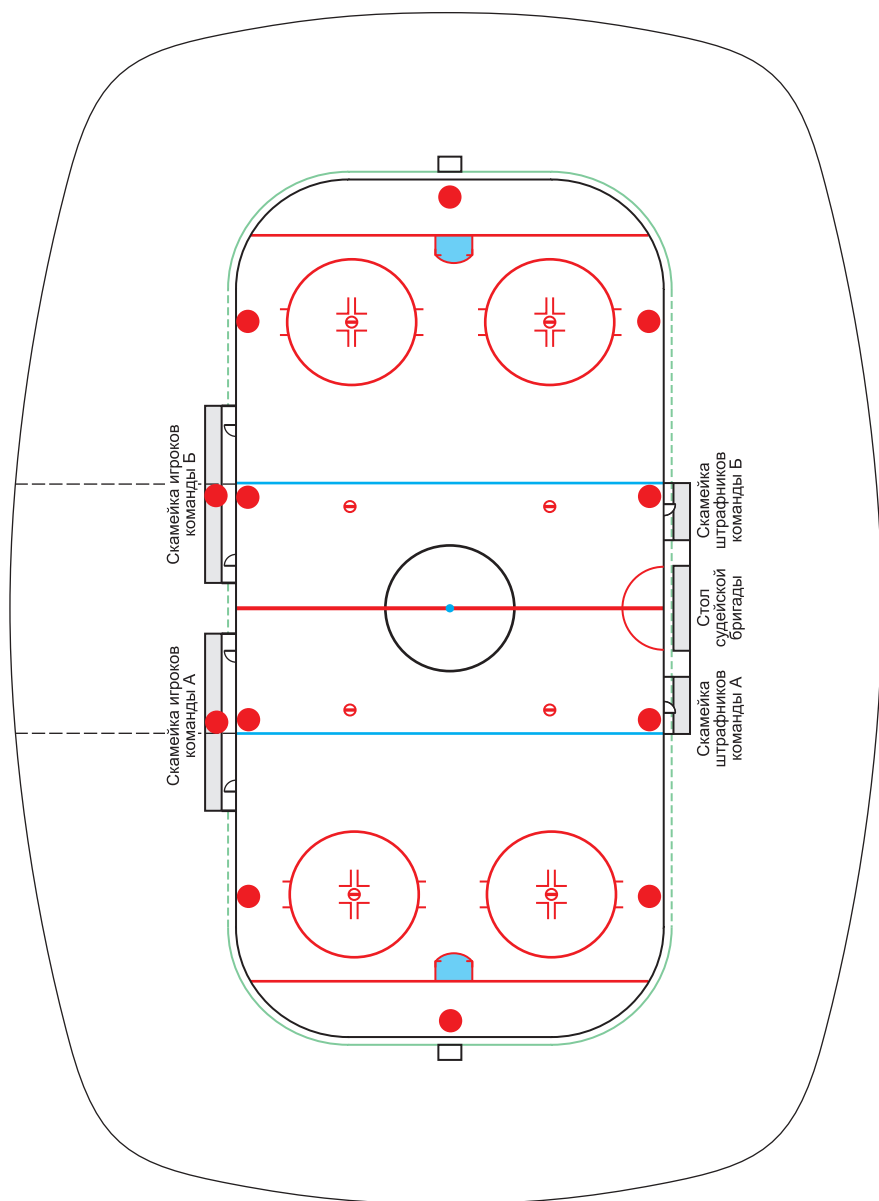 Скамейка игроков
команды Б
Скамейка игроков
команды А
Скамейка
штрафников
команды Б
Стол
судейской
бригады
Скамейка
штрафников
команды А